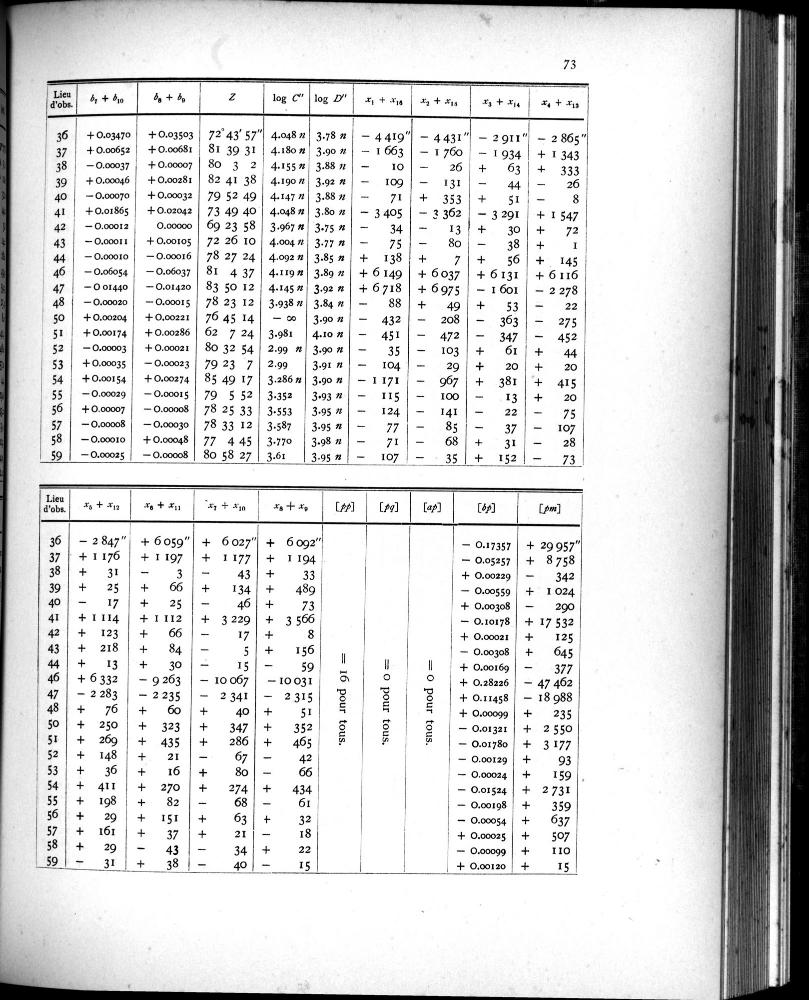 73
Lieu d'obs. b₇ + b₁₀ b₈ + b₉ Z log C″ log D″ x₁ + x₁₆ x₂ + x₁₅ x₃ + x₁₄ x₄ + x₁₃
36 +0.03470 +0.03503 72°43′57″ 4.048 n 3.78 n − 4 419″ − 4 431″ − 2 911″ − 2 865″
37 +0.00652 +0.00681 81 39 31 4.180 n 3.90 n − 1 663 − 1 760 − 1 934 + 1 343
38 −0.00037 +0.00007 80 3 2 4.155 n 3.88 n − 10 − 26 + 63 + 333
39 +0.00046 +0.00281 82 41 38 4.190 n 3.92 n − 109 − 131 − 44 − 26
40 −0.00070 +0.00032 79 52 49 4.147 n 3.88 n − 71 + 353 + 51 − 8
41 +0.01865 +0.02042 73 49 40 4.048 n 3.80 n − 3 405 − 3 362 − 3 291 + 1 547
42 −0.00012 0.00000 69 23 58 3.967 n 3.75 n − 34 − 13 + 30 + 72
43 −0.00011 +0.00105 72 26 10 4.004 n 3.77 n − 75 − 80 − 38 + 1
44 −0.00010 −0.00016 78 27 24 4.092 n 3.85 n + 138 + 7 + 56 + 145
46 −0.06054 −0.06037 81 4 37 4.119 n 3.89 n + 6 149 + 6 037 + 6 131 + 6 116
47 −0 01440 −0.01420 83 50 12 4.145 n 3.92 n + 6 718 + 6 975 − 1 601 − 2 278
48 −0.00020 −0.00015 78 23 12 3.938 n 3.84 n − 88 + 49 + 53 − 22
50 +0.00204 +0.00221 76 45 14 − ∞ 3.90 n − 432 − 208 − 363 − 275
51 +0.00174 +0.00286 62 7 24 3.981 4.10 n − 451 − 472 − 347 − 452
52 −0.00003 +0.00021 80 32 54 2.99 n 3.90 n − 35 − 103 + 61 + 44
53 +0.00035 −0.00023 79 23 7 2.99 3.91 n − 104 − 29 + 20 + 20
54 +0.00154 +0.00274 85 49 17 3.286 n 3.90 n − 1 171 − 967 + 381 + 415
55 −0.00029 −0.00015 79 5 52 3.352 3.93 n − 115 − 100 − 13 + 20
56 +0.00007 −0.00008 78 25 33 3.553 3.95 n − 124 − 141 − 22 − 75
57 −0.00008 −0.00030 78 33 12 3.587 3.95 n − 77 − 85 − 37 − 107
58 −0.00010 +0.00048 77 4 45 3.770 3.98 n − 71 − 68 + 31 − 28
59 −0.00025 −0.00008 80 58 27 3.61 3.95 n − 107 − 35 + 152 − 73
Lieu d'obs. x₅ + x₁₂ x₆ + x₁₁ x₇ + x₁₀ x₈ + x₉ [pp] [pq] [ap] [bp] [pm]
36 − 2 847″ + 6 059″ + 6 027″ + 6 092″ − 0.17357 + 29 957″
37 + 1 176 + 1 197 + 1 177 + 1 194 − 0.05257 + 8 758
38 + 31 − 3 − 43 + 33 + 0.00229 − 342
39 + 25 + 66 + 134 + 489 − 0.00559 + 1 024
40 − 17 + 25 − 46 + 73 + 0.00308 − 290
41 + 1 114 + 1 112 + 3 229 + 3 566 − 0.10178 + 17 532
42 + 123 + 66 − 17 + 8 + 0.00021 + 125
43 + 218 + 84 − 5 + 156 − 0.00308 + 645
44 + 13 + 30 − 15 − 59 + 0.00169 − 377
46 + 6 332 − 9 263 − 10 067 − 10 031 + 0.28226 − 47 462
47 − 2 283 − 2 235 − 2 341 − 2 315 + 0.11458 − 18 988
48 + 76 + 60 + 40 + 51 + 0.00099 + 235
50 + 250 + 323 + 347 + 352 − 0.01321 + 2 550
51 + 269 + 435 + 286 + 465 − 0.01780 + 3 177
52 + 148 + 21 − 67 − 42 − 0.00129 + 93
53 + 36 + 16 + 80 − 66 − 0.00024 + 159
54 + 411 + 270 + 274 + 434 − 0.01524 + 2 731
55 + 198 + 82 − 68 − 61 − 0.00198 + 359
56 + 29 + 151 + 63 + 32 − 0.00054 + 637
57 + 161 + 37 + 21 − 18 + 0.00025 + 507
58 + 29 − 43 − 34 + 22 − 0.00099 + 110
59 − 31 + 38 − 40 − 15 + 0.00120 + 15
= 16 pour tous.
= 0 pour tous.
= 0 pour tous.